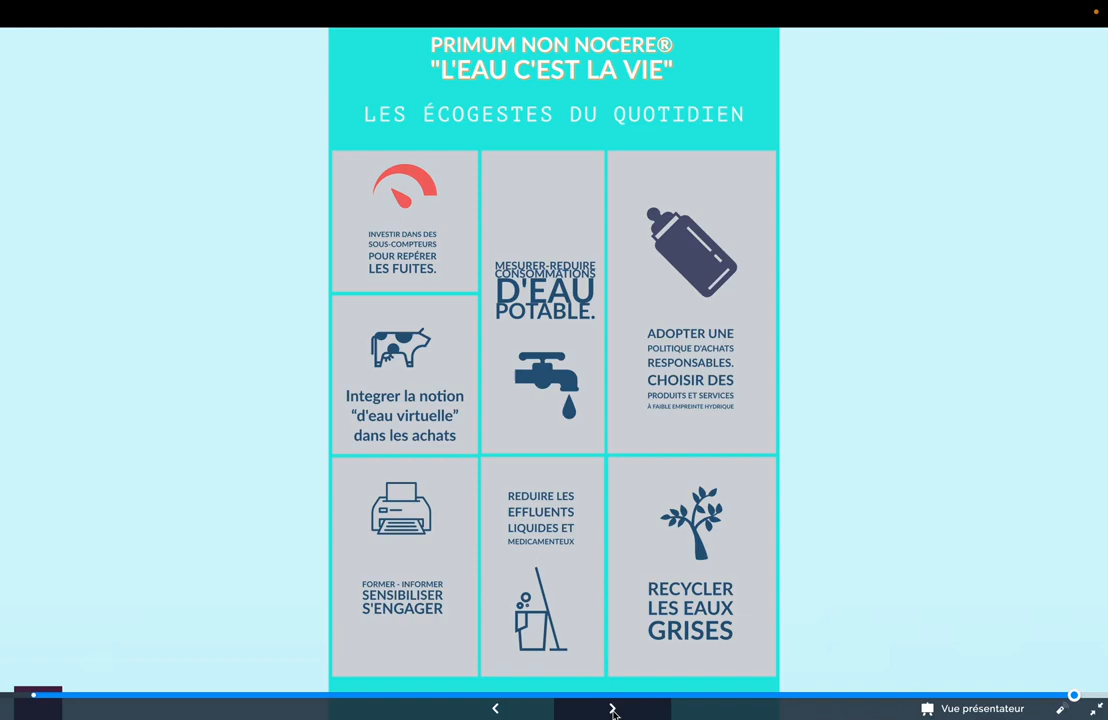 PRIMUM NON NOCERE®
"L'EAU C'EST LA VIE"
LES ÉCOGESTES DU QUOTIDIEN
INVESTIR DANS DES
SOUS-COMPTEURS
POUR REPÉRER
LES FUITES.
Integrer la notion
“d'eau virtuelle”
dans les achats
MESURER-REDUIRE
CONSOMMATIONS
D'EAU
POTABLE.
ADOPTER UNE
POLITIQUE D'ACHATS
RESPONSABLES.
CHOISIR DES
PRODUITS ET SERVICES
À FAIBLE EMPREINTE HYDRIQUE
FORMER - INFORMER
SENSIBILISER
S'ENGAGER
REDUIRE LES
EFFLUENTS
LIQUIDES ET
MEDICAMENTEUX
RECYCLER
LES EAUX
GRISES
Vue présentateur